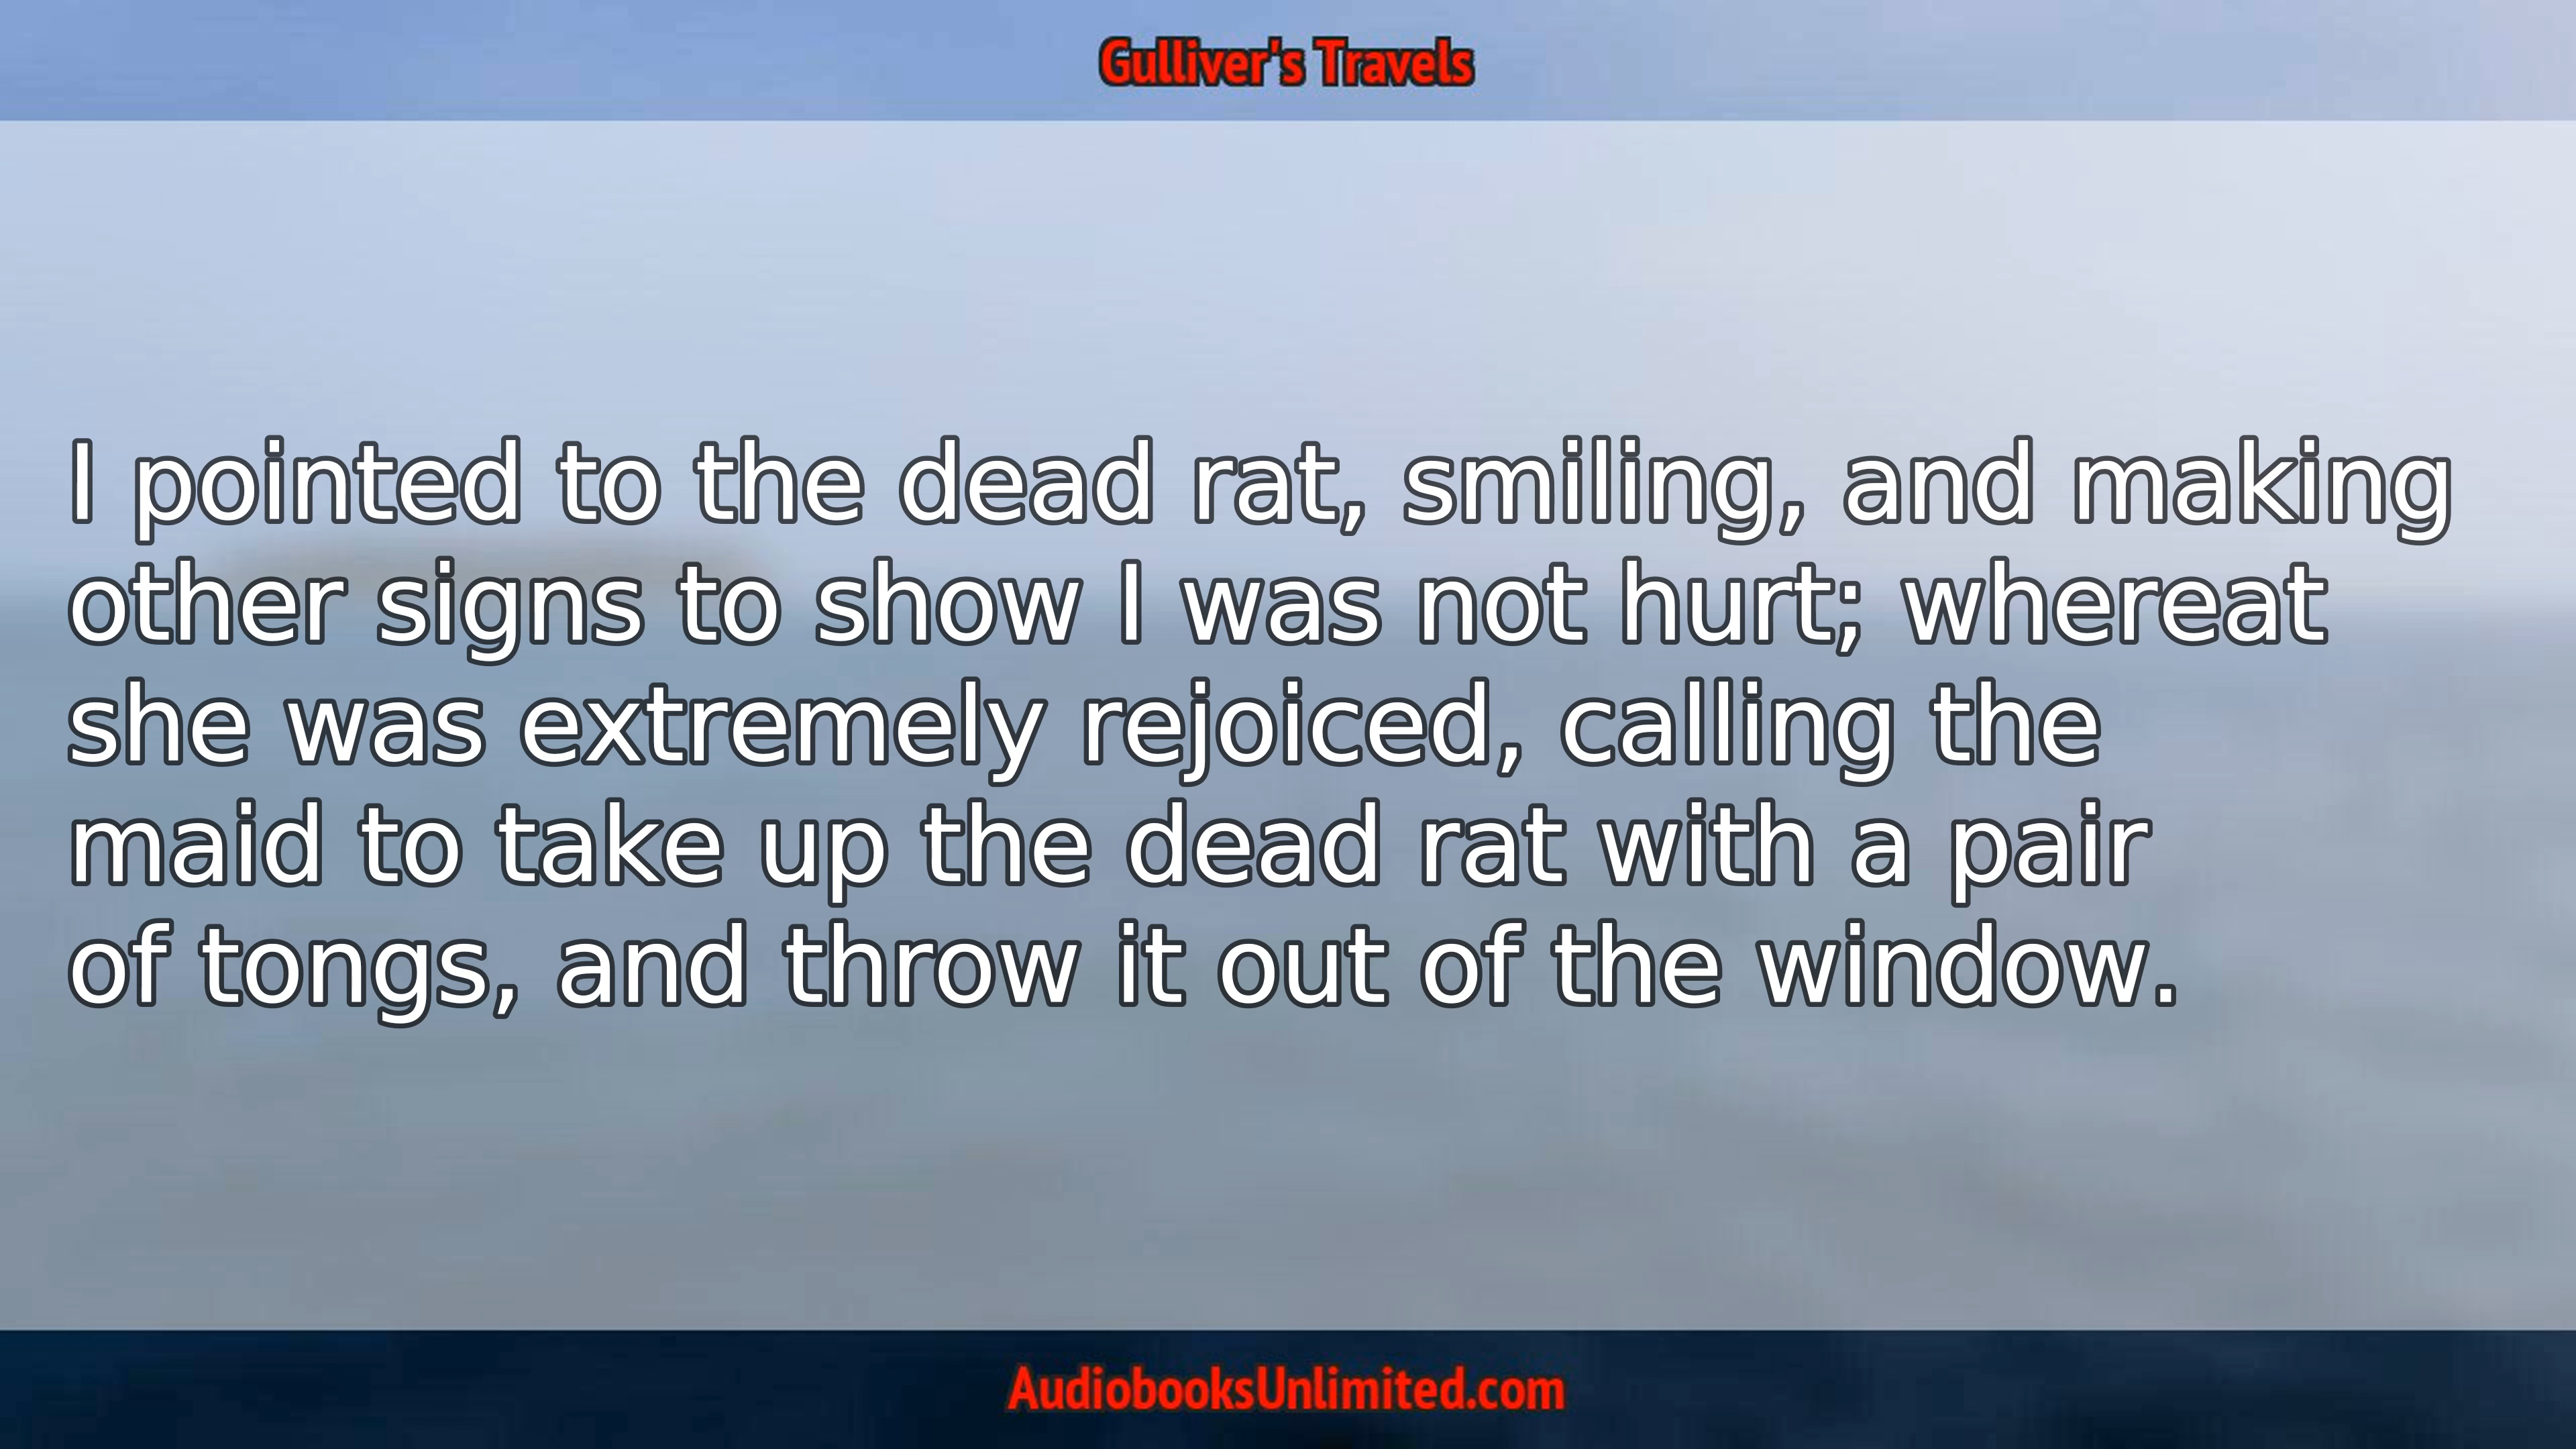 Gulliver's Travels
I pointed to the dead rat, smiling, and making
other signs to show I was not hurt; whereat
she was extremely rejoiced, calling the
maid to take up the dead rat with a pair
of tongs, and throw it out of the window.
AudiobooksUnlimited.com